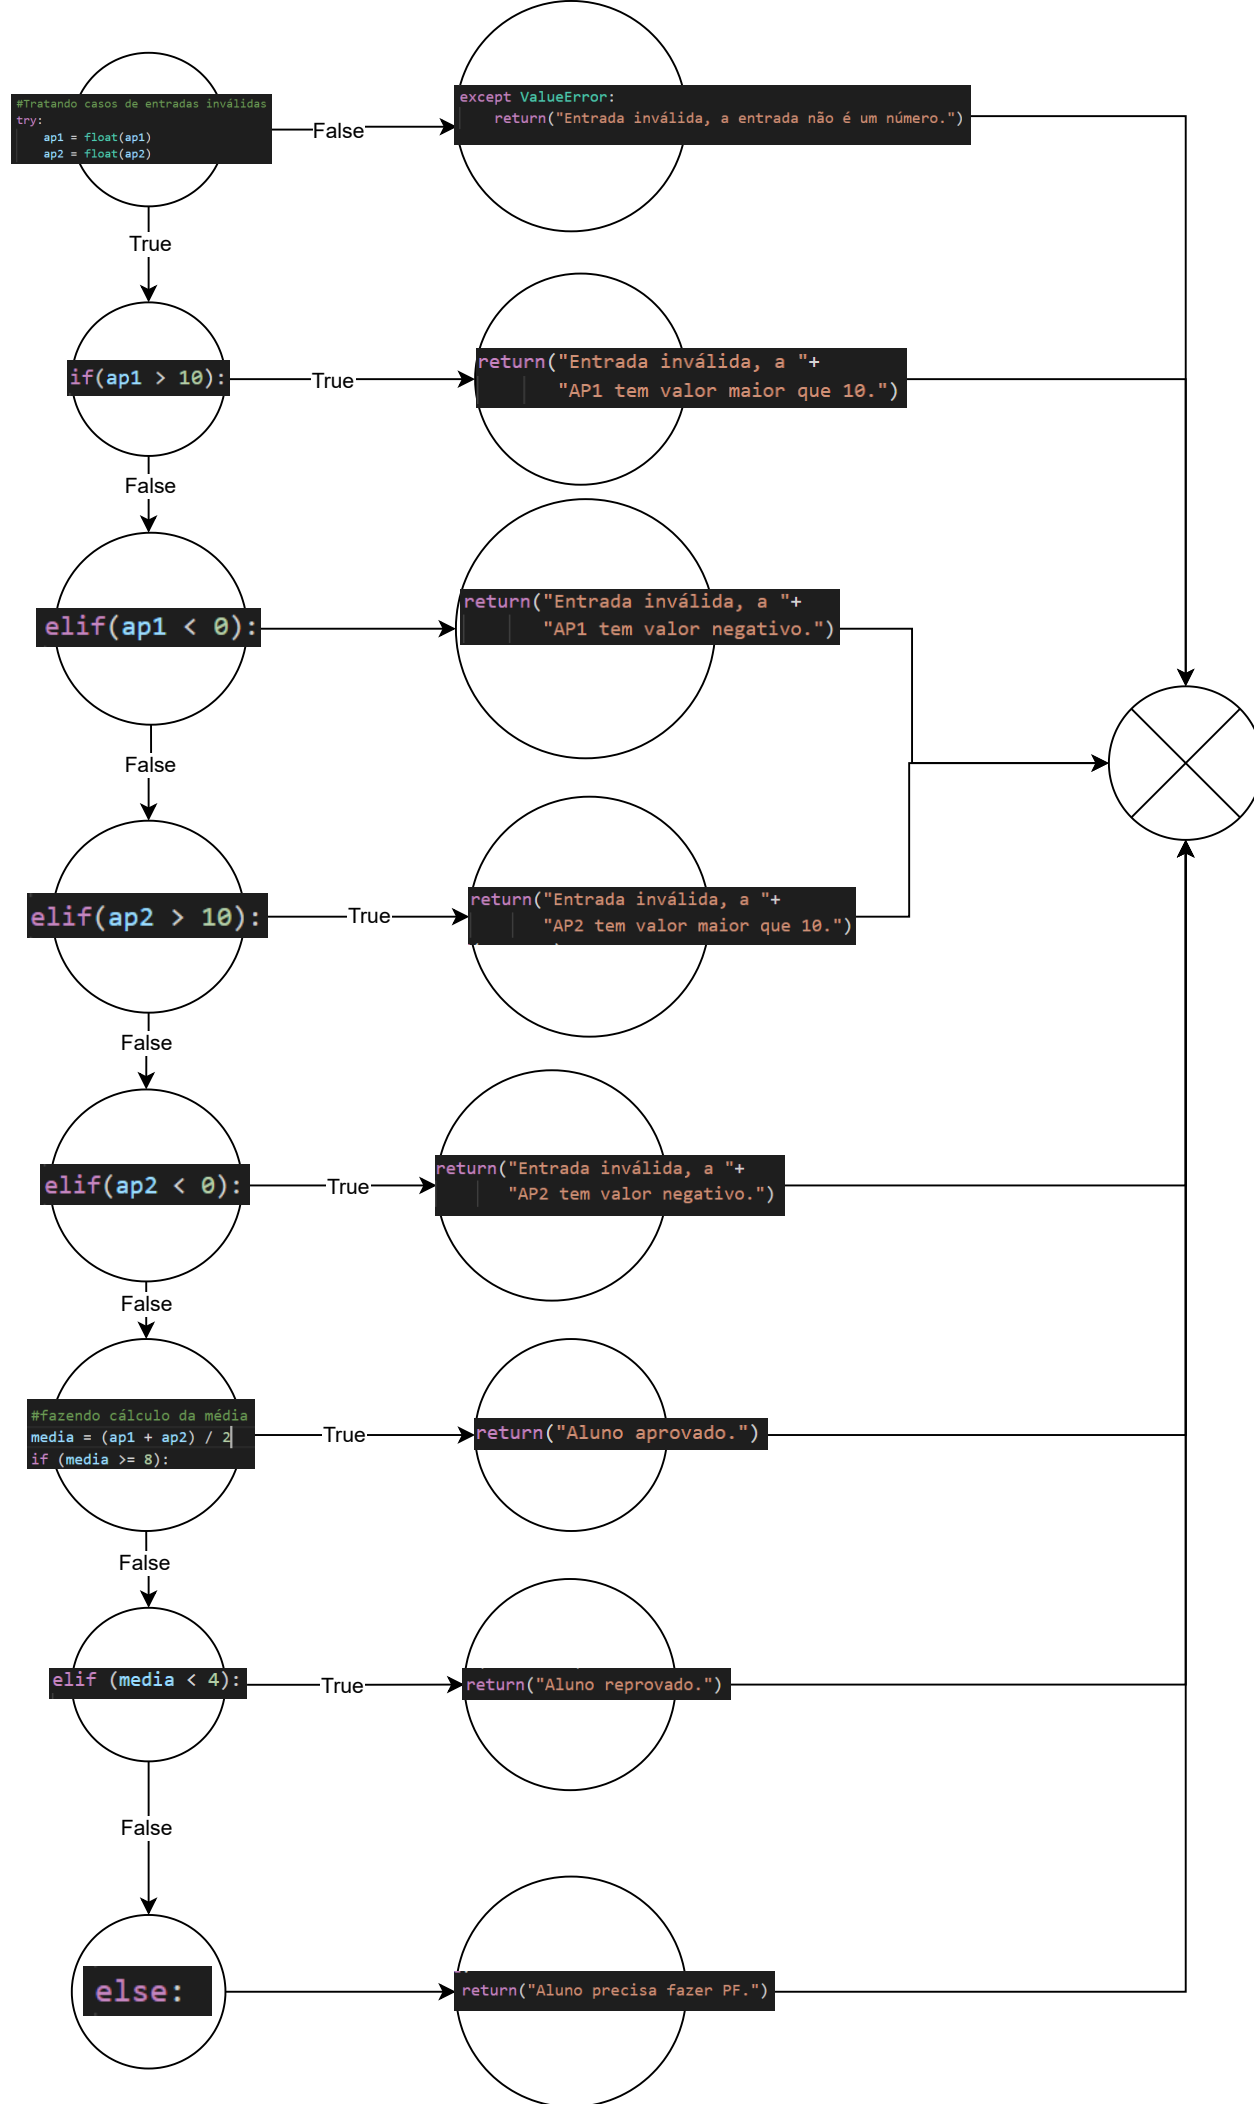 #Tratando casos de entradas inválidas
try:
ap1 = float(ap1)
ap2 = float(ap2)
False
except ValueError:
return("Entrada inválida, a entrada não é um número.")
True
if(ap1 > 10):
True
return("Entrada inválida, a "+
"AP1 tem valor maior que 10.")
False
elif(ap1 < 0):
return("Entrada inválida, a "+
"AP1 tem valor negativo.")
False
elif(ap2 > 10):
True
return("Entrada inválida, a "+
"AP2 tem valor maior que 10.")
False
elif(ap2 < 0):
True
return("Entrada inválida, a "+
"AP2 tem valor negativo.")
False
#fazendo cálculo da média
media = (ap1 + ap2) / 2
if (media >= 8):
True
return("Aluno aprovado.")
False
elif (media < 4):
True
return("Aluno reprovado.")
False
else:
return("Aluno precisa fazer PF.")